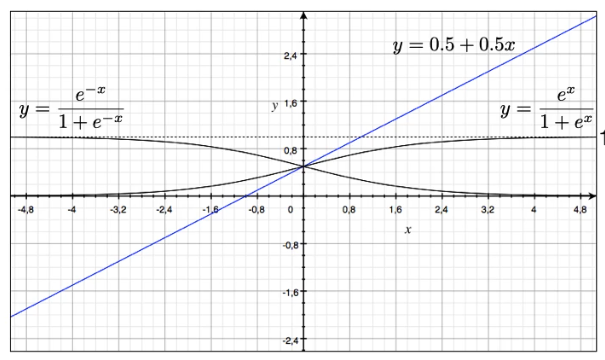 y = 0.5 + 0.5x
2,4
y = \frac{e^{-x}}{1 + e^{-x}}
y
1,6
y = \frac{e^{x}}{1 + e^{x}}
1
0,8
-4,8 -4 -3,2 -2,4 -1,6 -0,8 0 0,8 1,6 2,4 3,2 4 4,8
x
-0,8
-1,6
-2,4